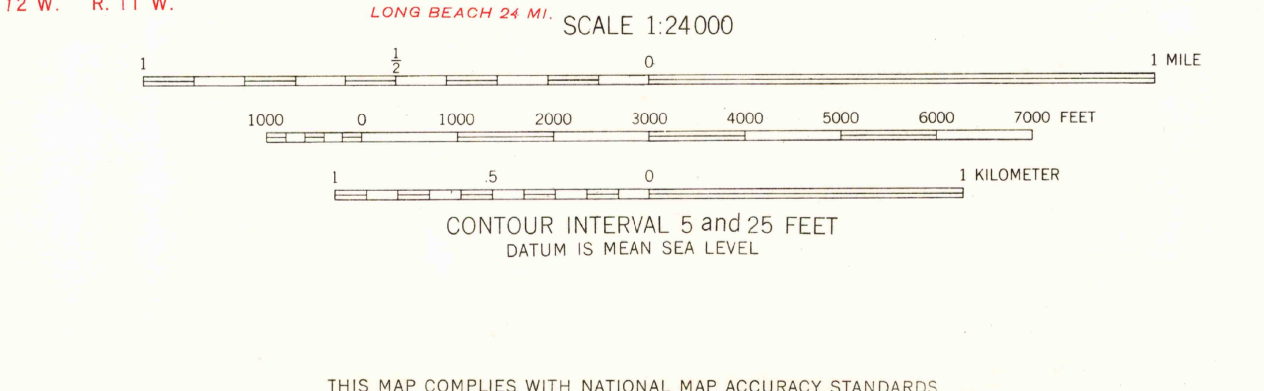 12 W. R. 11 W.
LONG BEACH 24 MI.
SCALE 1:24000
1 1/2 0 1 MILE
1000 0 1000 2000 3000 4000 5000 6000 7000 FEET
1 .5 0 1 KILOMETER
CONTOUR INTERVAL 5 and 25 FEET
DATUM IS MEAN SEA LEVEL
THIS MAP COMPLIES WITH NATIONAL MAP ACCURACY STANDARDS